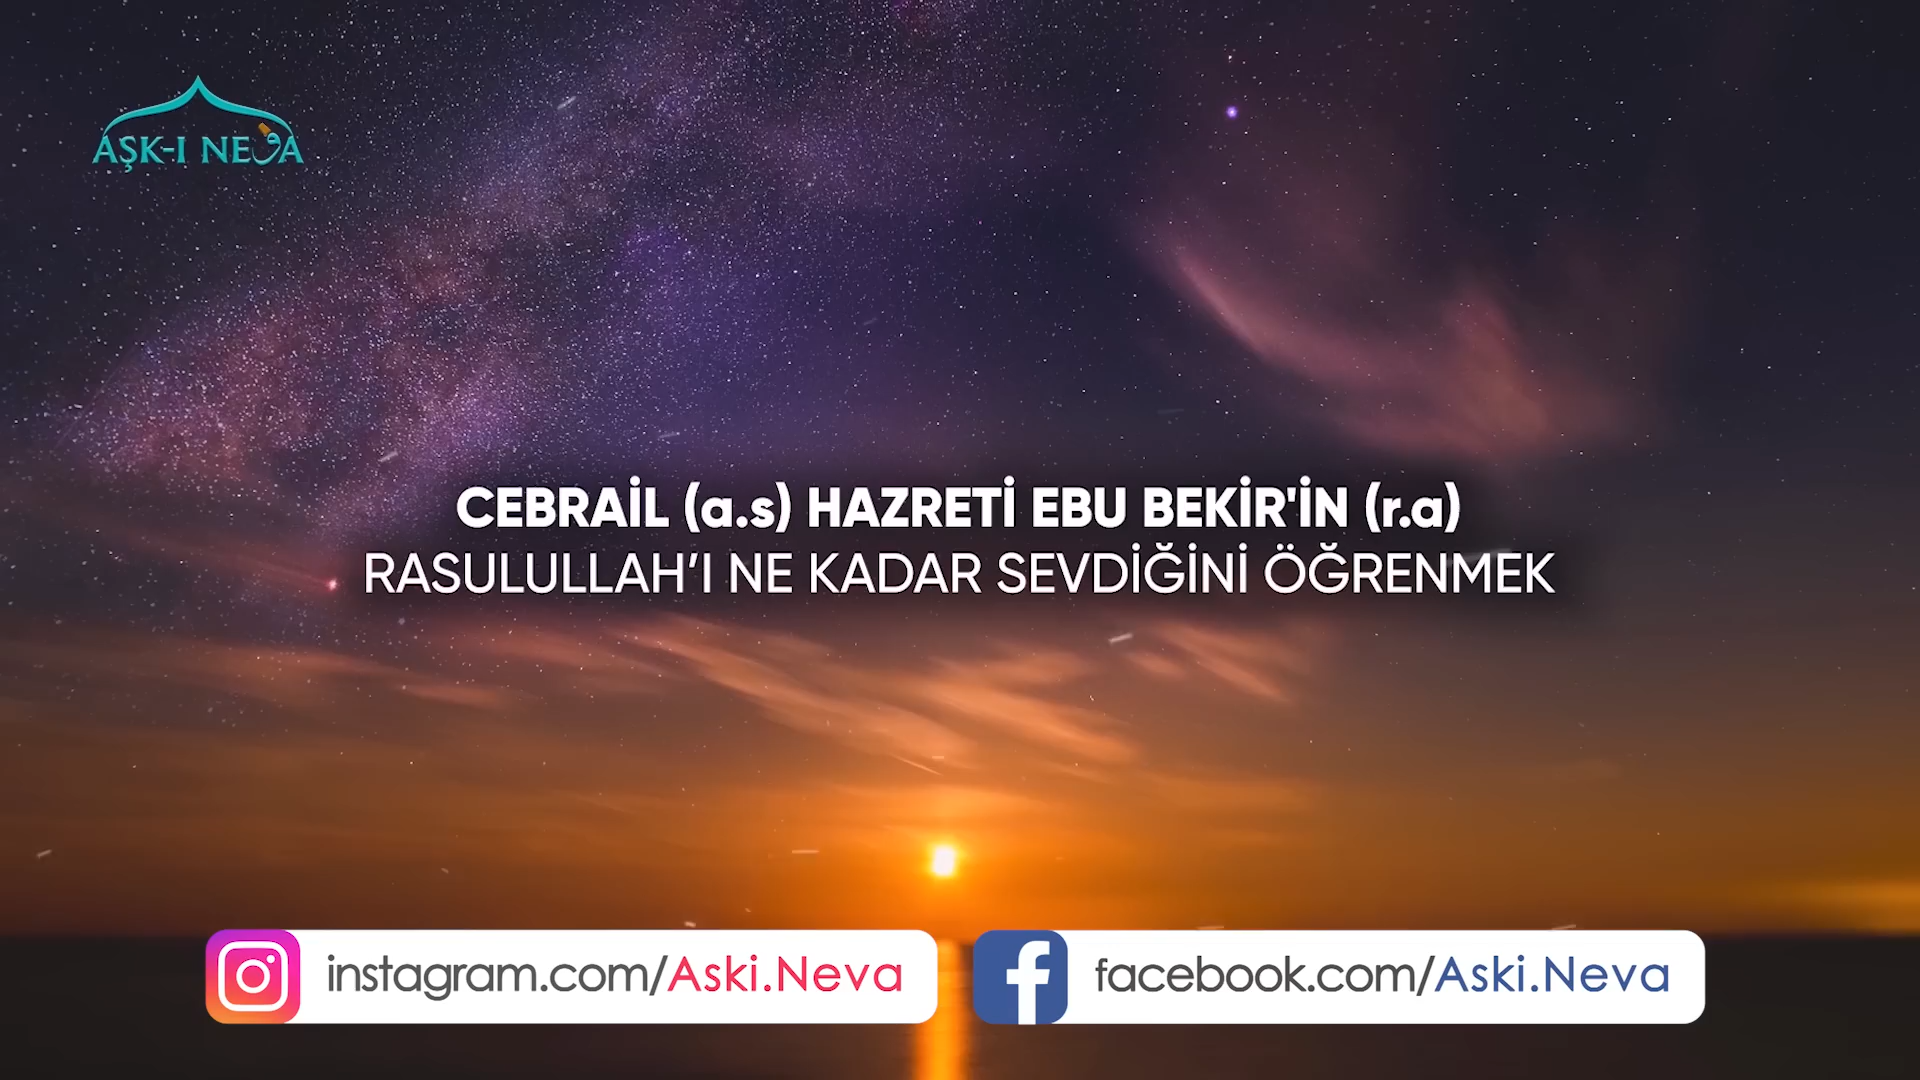 AŞK-I NEVA
CEBRAİL (a.s) HAZRETİ EBU BEKİR'İN (r.a)
RASULULLAH’I NE KADAR SEVDİĞİNİ ÖĞRENMEK
instagram.com/Aski.Neva
facebook.com/Aski.Neva